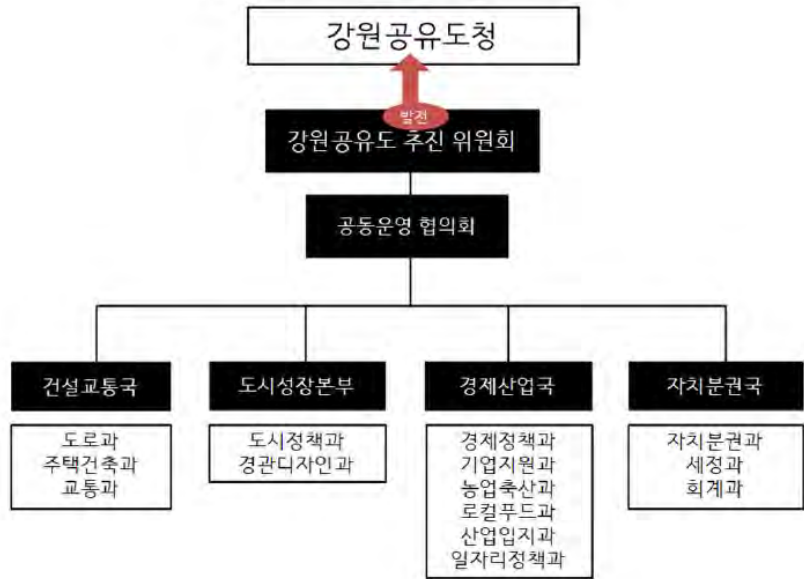 강원공유도청
발전
강원공유도 추진 위원회
공동운영 협의회
건설교통국
도로과
주택건축과
교통과
도시성장본부
도시정책과
경관디자인과
경제산업국
경제정책과
기업지원과
농업축산과
로컬푸드과
산업입지과
일자리정책과
자치분권국
자치분권과
세정과
회계과